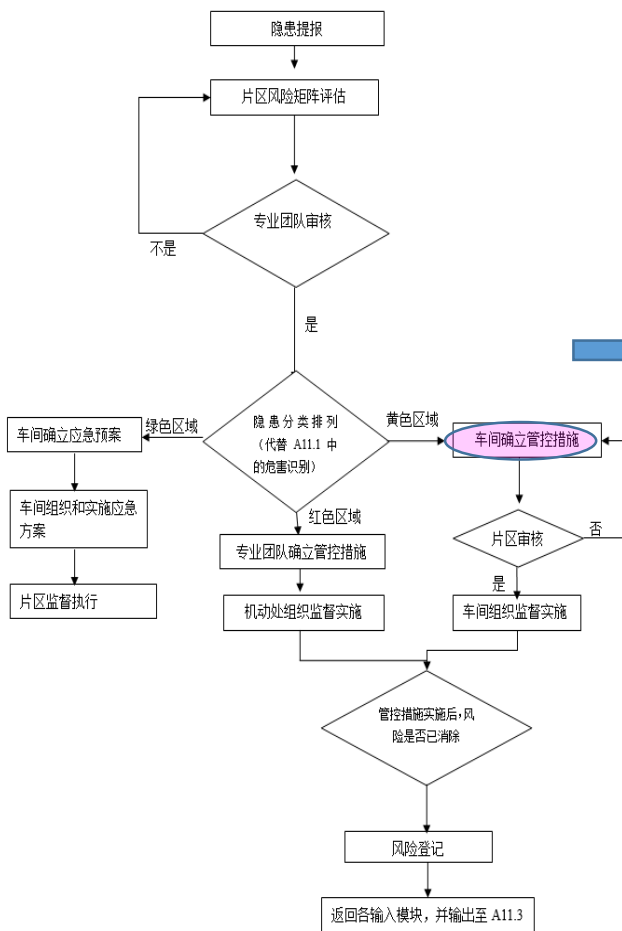 隐患提报
片区风险矩阵评估
专业团队审核
不是
是
隐患分类排列
（代替 A11.1 中
的危害识别）
绿色区域
黄色区域
车间确立应急预案
车间确立管控措施
车间组织和实施应急
方案
片区审核
否
红色区域
专业团队确立管控措施
是
片区监督执行
机动处组织监督实施
车间组织监督实施
管控措施实施后，风
险是否已消除
风险登记
返回各输入模块，并输出至 A11.3